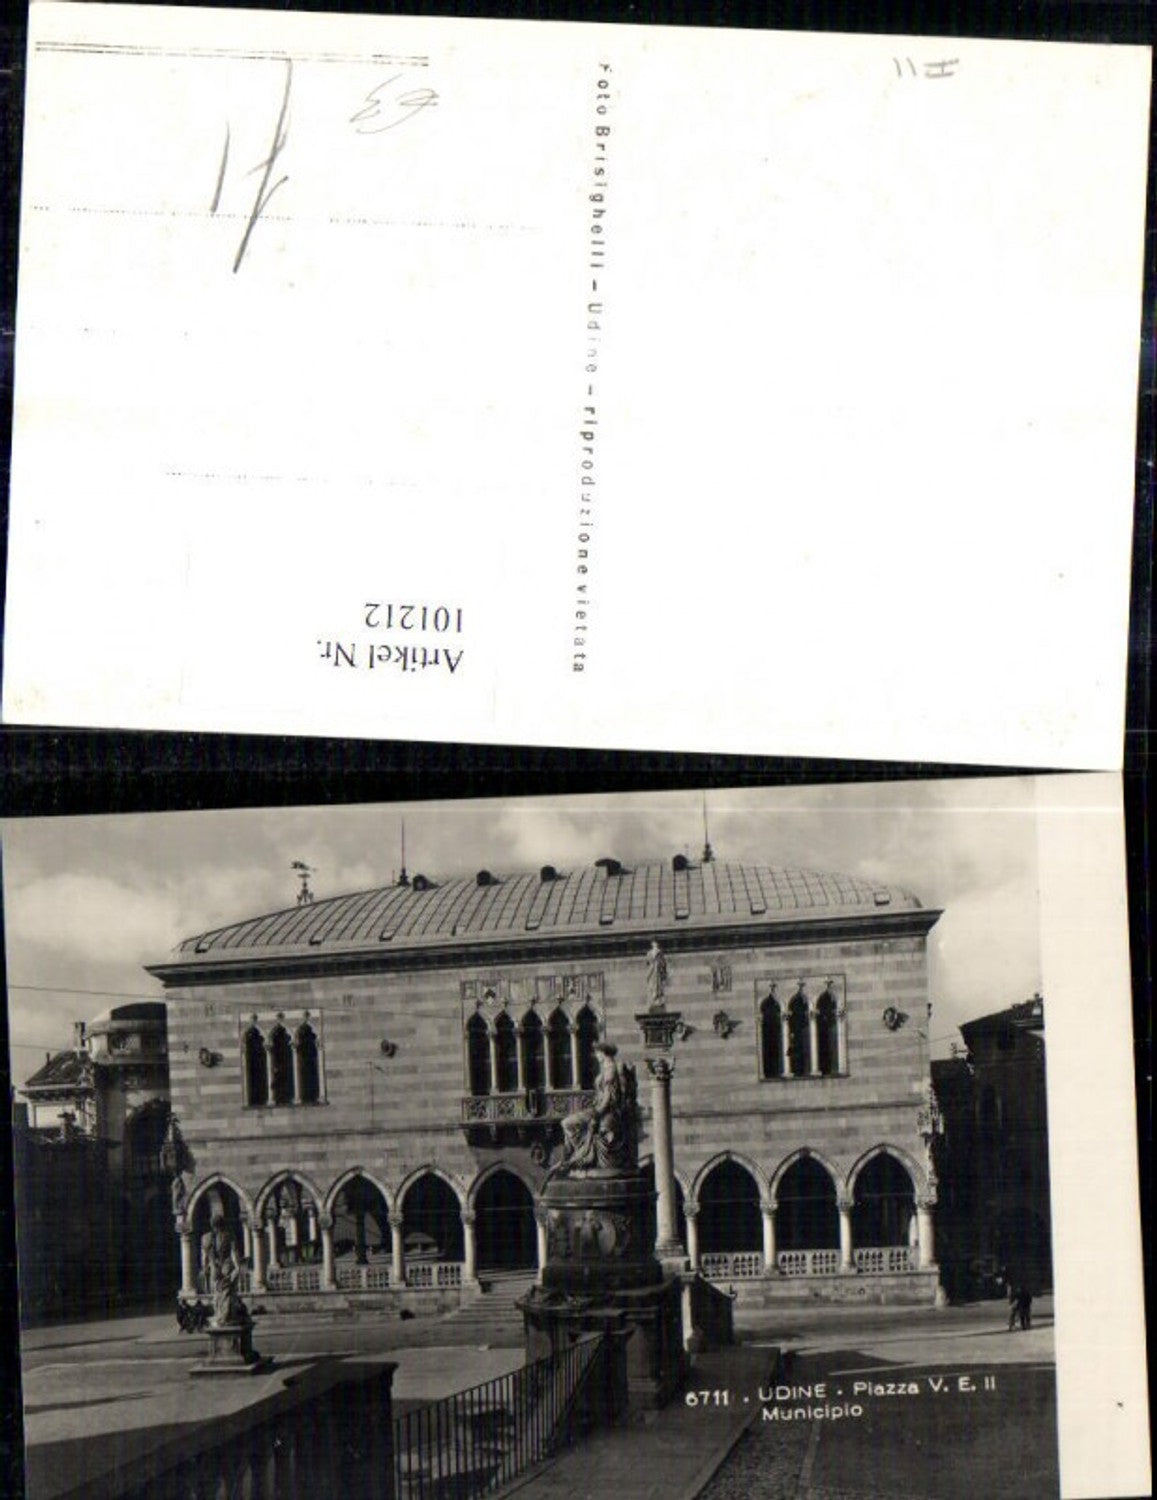 Foto Brisighelli – Udine – riproduzione vietata
Artikel Nr.
101212
6711 . UDINE . Piazza V. E. II
Municipio